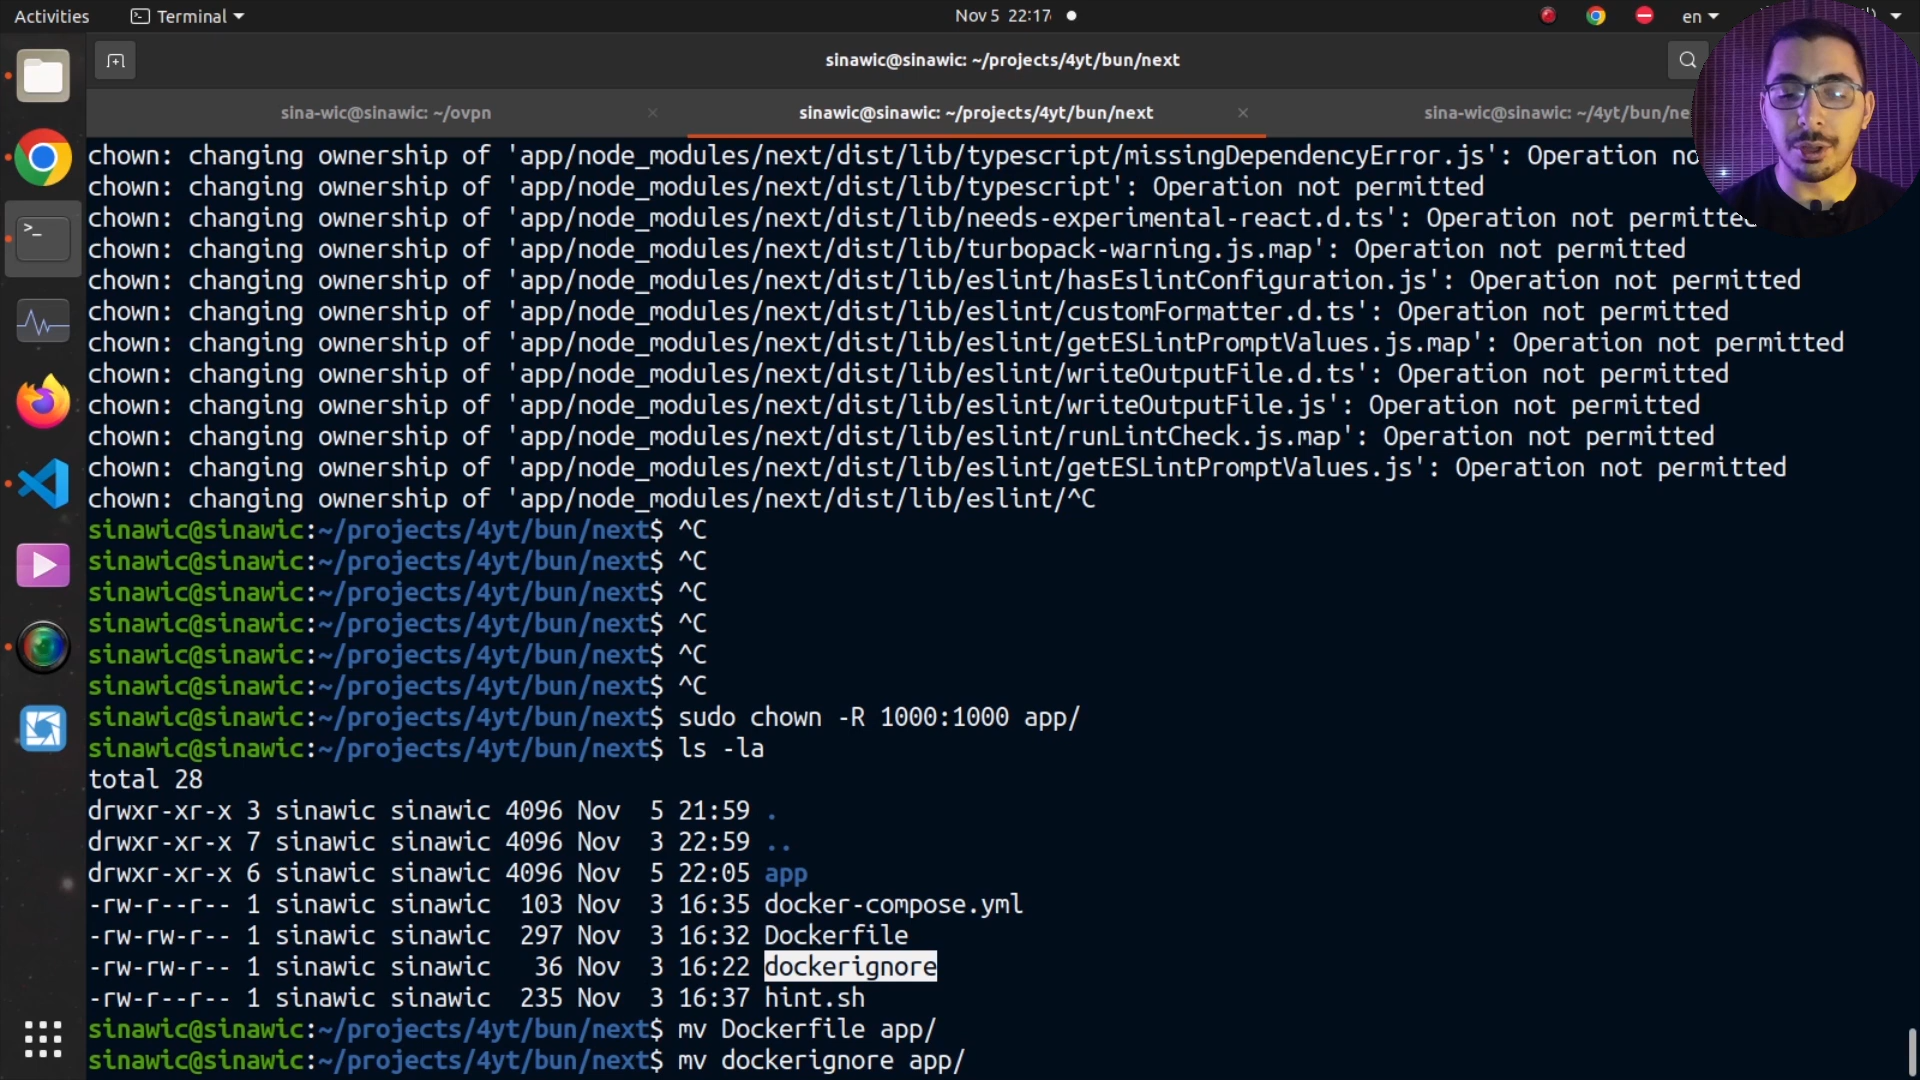 Activities
Terminal
Nov 5 22:17
en
sinawic@sinawic: ~/projects/4yt/bun/next
sina-wic@sinawic: ~/ovpn
sinawic@sinawic: ~/projects/4yt/bun/next
sina-wic@sinawic: ~/4yt/bun/ne
chown: changing ownership of 'app/node_modules/next/dist/lib/typescript/missingDependencyError.js': Operation no
chown: changing ownership of 'app/node_modules/next/dist/lib/typescript': Operation not permitted
chown: changing ownership of 'app/node_modules/next/dist/lib/needs-experimental-react.d.ts': Operation not permitted
chown: changing ownership of 'app/node_modules/next/dist/lib/turbopack-warning.js.map': Operation not permitted
chown: changing ownership of 'app/node_modules/next/dist/lib/eslint/hasEslintConfiguration.js': Operation not permitted
chown: changing ownership of 'app/node_modules/next/dist/lib/eslint/customFormatter.d.ts': Operation not permitted
chown: changing ownership of 'app/node_modules/next/dist/lib/eslint/getESLintPromptValues.js.map': Operation not permitted
chown: changing ownership of 'app/node_modules/next/dist/lib/eslint/writeOutputFile.d.ts': Operation not permitted
chown: changing ownership of 'app/node_modules/next/dist/lib/eslint/writeOutputFile.js': Operation not permitted
chown: changing ownership of 'app/node_modules/next/dist/lib/eslint/runLintCheck.js.map': Operation not permitted
chown: changing ownership of 'app/node_modules/next/dist/lib/eslint/getESLintPromptValues.js': Operation not permitted
chown: changing ownership of 'app/node_modules/next/dist/lib/eslint/^C
sinawic@sinawic:~/projects/4yt/bun/next$ ^C
sinawic@sinawic:~/projects/4yt/bun/next$ ^C
sinawic@sinawic:~/projects/4yt/bun/next$ ^C
sinawic@sinawic:~/projects/4yt/bun/next$ ^C
sinawic@sinawic:~/projects/4yt/bun/next$ ^C
sinawic@sinawic:~/projects/4yt/bun/next$ ^C
sinawic@sinawic:~/projects/4yt/bun/next$ sudo chown -R 1000:1000 app/
sinawic@sinawic:~/projects/4yt/bun/next$ ls -la
total 28
drwxr-xr-x 3 sinawic sinawic 4096 Nov  5 21:59 .
drwxr-xr-x 7 sinawic sinawic 4096 Nov  3 22:59 ..
drwxr-xr-x 6 sinawic sinawic 4096 Nov  5 22:05 app
-rw-r--r-- 1 sinawic sinawic  103 Nov  3 16:35 docker-compose.yml
-rw-rw-r-- 1 sinawic sinawic  297 Nov  3 16:32 Dockerfile
-rw-rw-r-- 1 sinawic sinawic   36 Nov  3 16:22 dockerignore
-rw-r--r-- 1 sinawic sinawic  235 Nov  3 16:37 hint.sh
sinawic@sinawic:~/projects/4yt/bun/next$ mv Dockerfile app/
sinawic@sinawic:~/projects/4yt/bun/next$ mv dockerignore app/